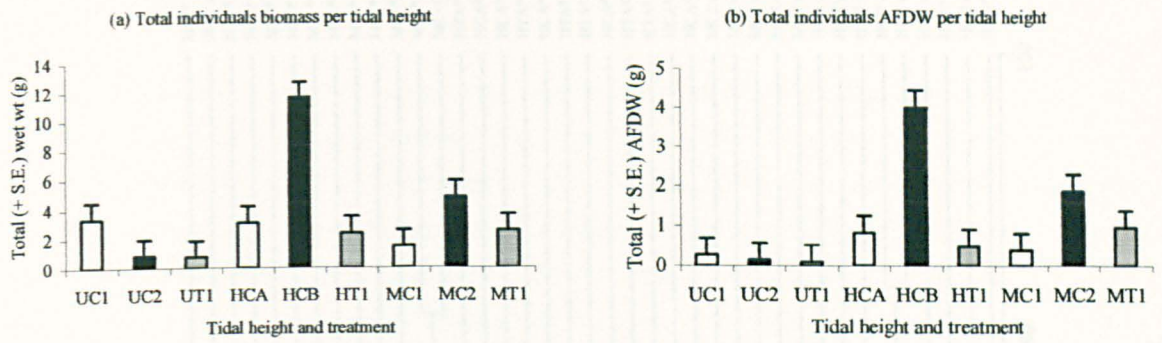 (a) Total individuals biomass per tidal height
Total (+ S.E.) wet wt (g)
14
12
10
8
6
4
2
0
UC1 UC2 UT1 HCA HCB HT1 MC1 MC2 MT1
Tidal height and treatment
(b) Total individuals AFDW per tidal height
Total (+ S.E.) AFDW (g)
5
4
3
2
1
0
UC1 UC2 UT1 HCA HCB HT1 MC1 MC2 MT1
Tidal height and treatment